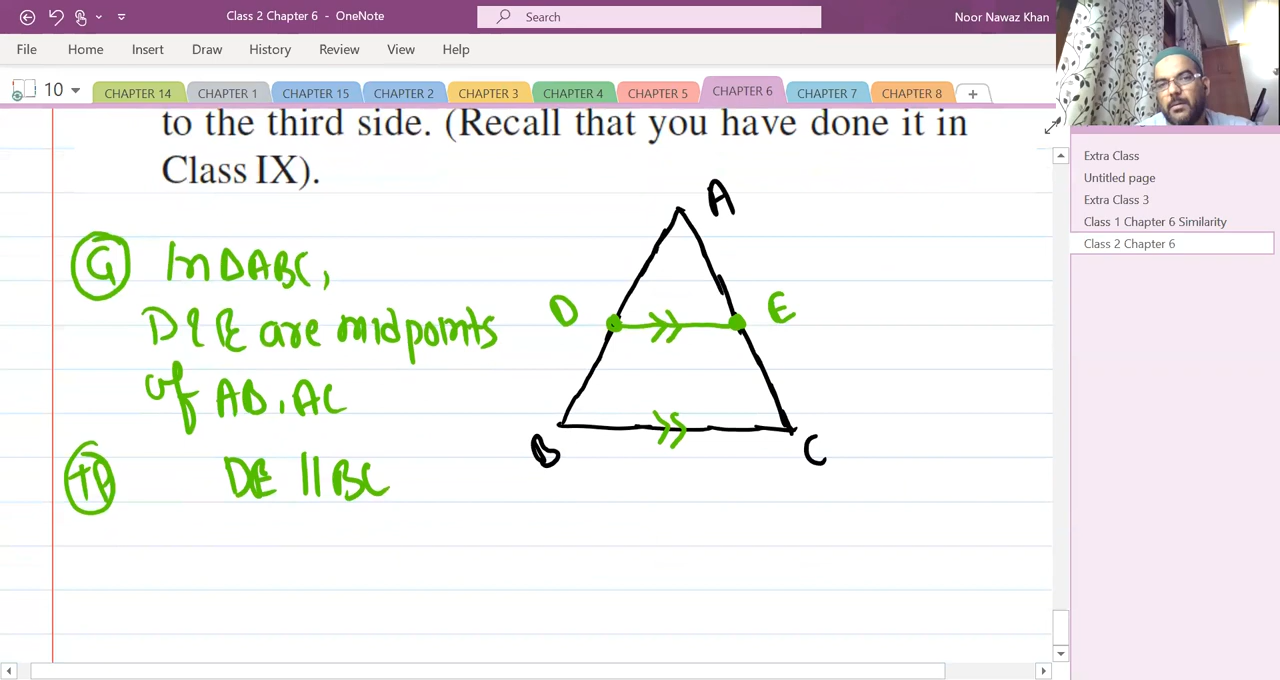 Class 2 Chapter 6 - OneNote
Search
Noor Nawaz Khan
File Home Insert Draw History View Help
10 CHAPTER 14 CHAPTER 1 CHAPTER 15 CHAPTER 2 CHAPTER 3 CHAPTER 4 CHAPTER 5 CHAPTER 6 CHAPTER 7 CHAPTER 8 +
to the third side. (Recall that you have done it in
Class IX).
G In ΔABC,
D & E are midpoints
of AB, AC
TP DE || BC
A
D E
B C
Extra Class
Untitled page
Extra Class 3
Class 1 Chapter 6 Similarity
Class 2 Chapter 6